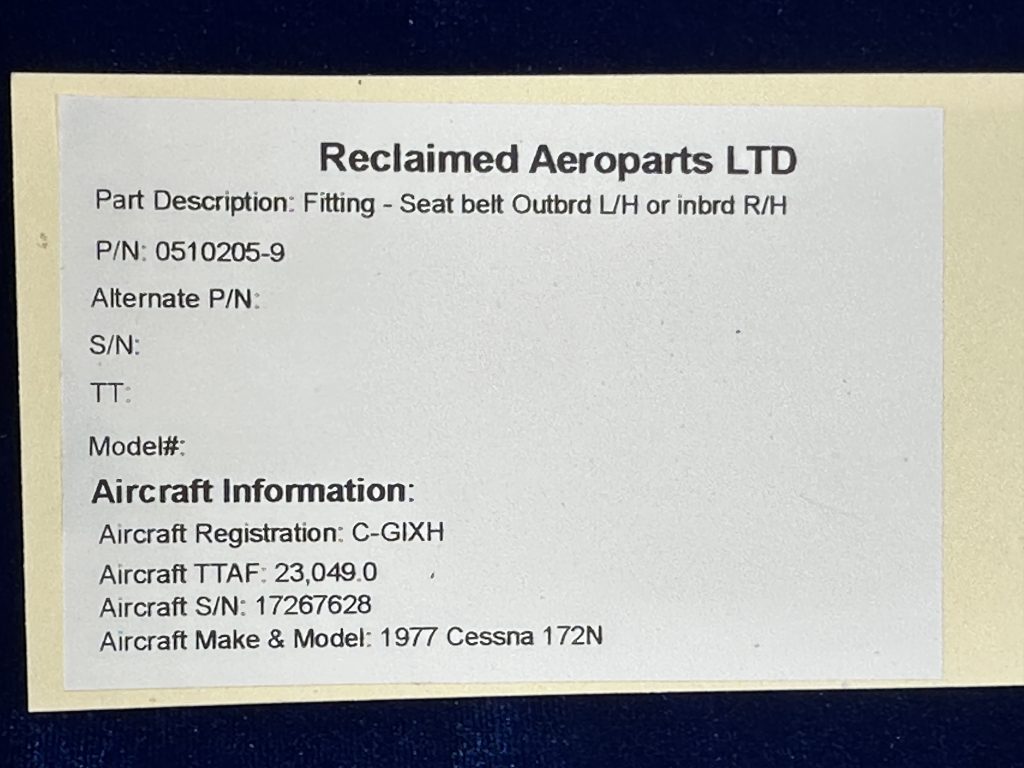 Reclaimed Aeroparts LTD
Part Description: Fitting - Seat belt Outbrd L/H or inbrd R/H
P/N: 0510205-9
Alternate P/N:
S/N:
TT:
Model#:
Aircraft Information:
Aircraft Registration: C-GIXH
Aircraft TTAF: 23,049.0
Aircraft S/N: 17267628
Aircraft Make & Model: 1977 Cessna 172N